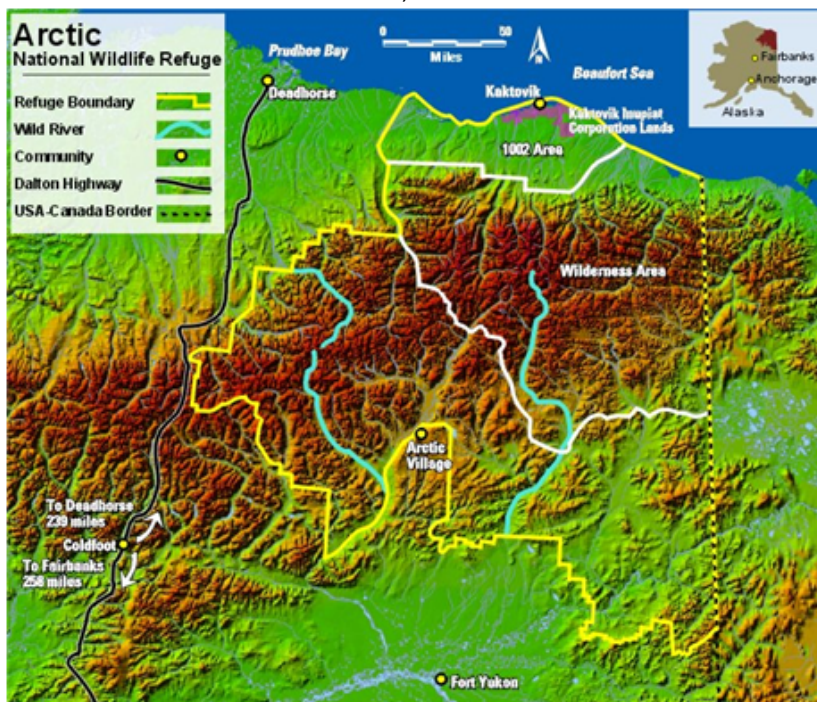 Arctic
National Wildlife Refuge
Refuge Boundary
Wild River
Community
Dalton Highway
USA-Canada Border
Prudhoe Bay
Deadhorse
0
50
Miles
N
Beaufort Sea
Kaktovik
Kaktovik Inupiat
Corporation Lands
1002 Area
Fairbanks
Anchorage
Alaska
Wilderness Area
Arctic
Village
To Deadhorse
239 miles
Coldfoot
To Fairbanks
258 miles
Fort Yukon